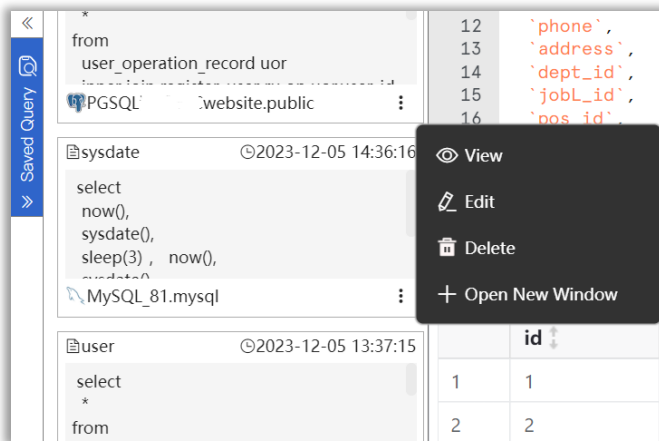 Saved Query
*
from
user_operation_record uor
PGSQL
website.public
sysdate
2023-12-05 14:36:16
select
now(),
sysdate(),
sleep(3) , now(),
sysdate()
MySQL_81.mysql
user
2023-12-05 13:37:15
select
*
from
12 `phone`,
13 `address`,
14 `dept_id`,
15 `jobL_id`,
16 `pos_id`,
View
Edit
Delete
Open New Window
id
1 1
2 2